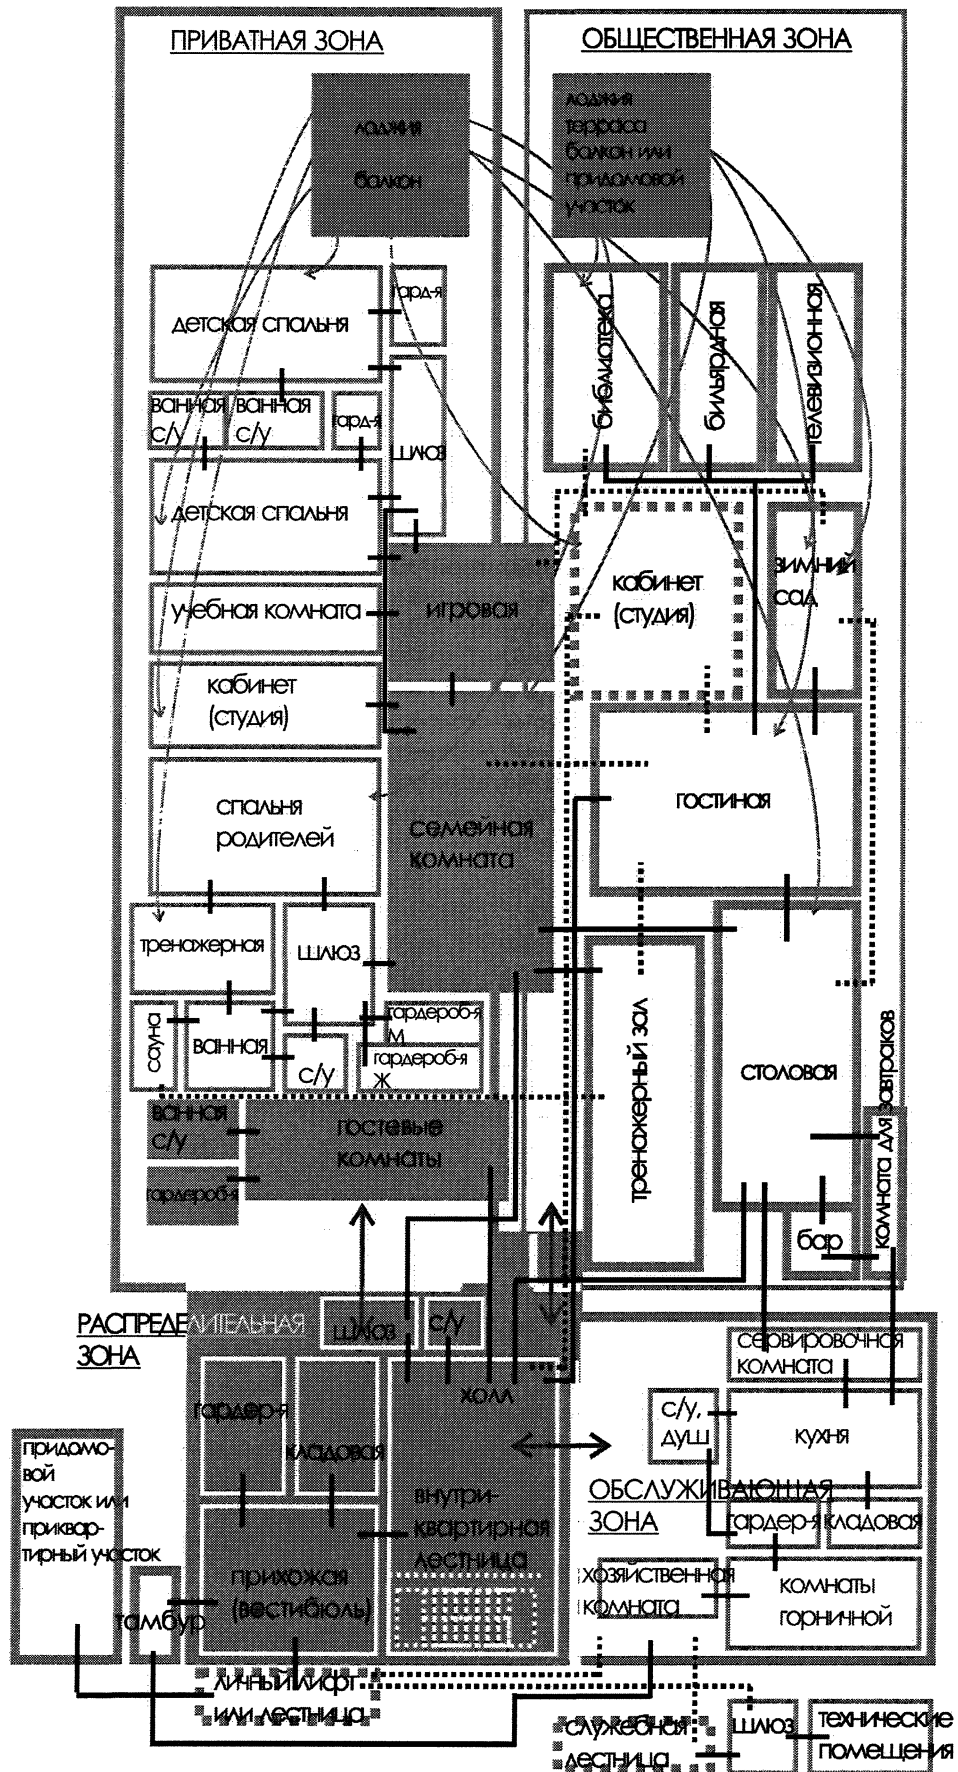 ПРИВАТНАЯ ЗОНА
ОБЩЕСТВЕННАЯ ЗОНА
лоджия
балкон
лоджия
терраса
балкон или
придомовой
участок
детская спальня
гард-я
библиотека
бильярдная
телевизионная
ванная
с/у
ванная
с/у
гард-я
шлюз
детская спальня
учебная комната
игровая
кабинет
(студия)
зимний
сад
кабинет
(студия)
гостиная
спальня
родителей
семейная
комната
тренажерная
шлюз
сауна
ванная
с/у
гардероб-я
м
гардероб-я
ж
тренажерный зал
столовая
комната для завтраков
бар
ванная
с/у
гостевые
комнаты
гардероб-я
РАСПРЕДЕЛИТЕЛЬНАЯ
ЗОНА
шлюз
с/у
холл
гардер-я
кладовая
внутри-
квартирная
лестница
прихожая
(вестибюль)
придомо-
вой
участок или
приквар-
тирный участок
тамбур
личный лифт
или лестница
сервировочная
комната
с/у,
душ
кухня
ОБСЛУЖИВАЮЩАЯ
ЗОНА
гардер-я
кладовая
хозяйственная
комната
комнаты
горничной
служебная
лестница
шлюз
технические
помещения